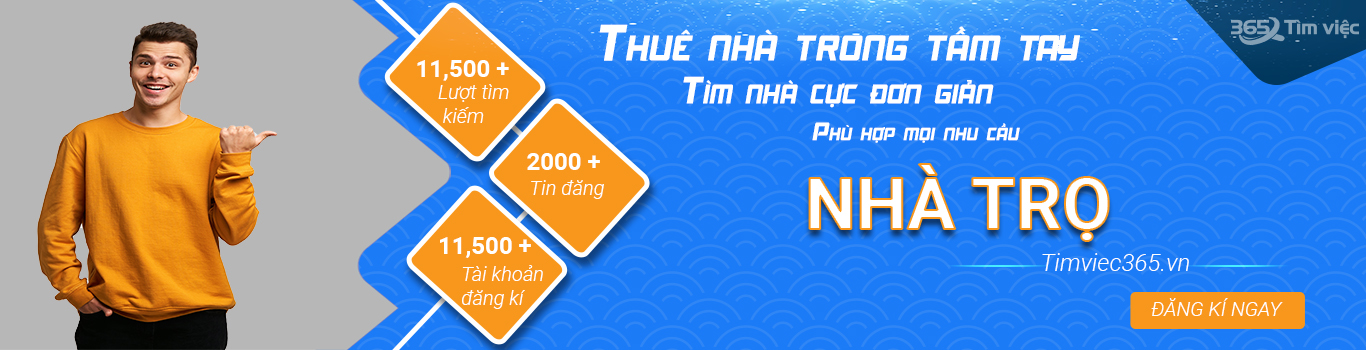 11,500 +
Lượt tìm
kiếm
2000 +
Tin đăng
11,500 +
Tài khoản
đăng kí
THUÊ NHÀ TRONG TẦM TAY
TÌM NHÀ CỰC ĐƠN GIẢN
PHÙ HỢP MỌI NHU CẦU
NHÀ TRỌ
Timviec365.vn
ĐĂNG KÍ NGAY
365 Tìm việc